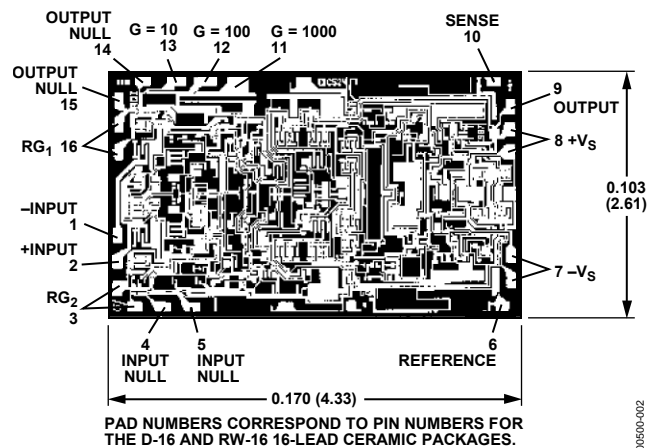 OUTPUT
NULL
14
G = 10
13
G = 100
12
G = 1000
11
SENSE
10
OUTPUT
NULL
15
9
OUTPUT
RG1 16
8 +VS
0.103
(2.61)
–INPUT
1
+INPUT
2
7 –VS
RG2
3
4
INPUT
NULL
5
INPUT
NULL
6
REFERENCE
0.170 (4.33)
PAD NUMBERS CORRESPOND TO PIN NUMBERS FOR
THE D-16 AND RW-16 16-LEAD CERAMIC PACKAGES.
00500-002